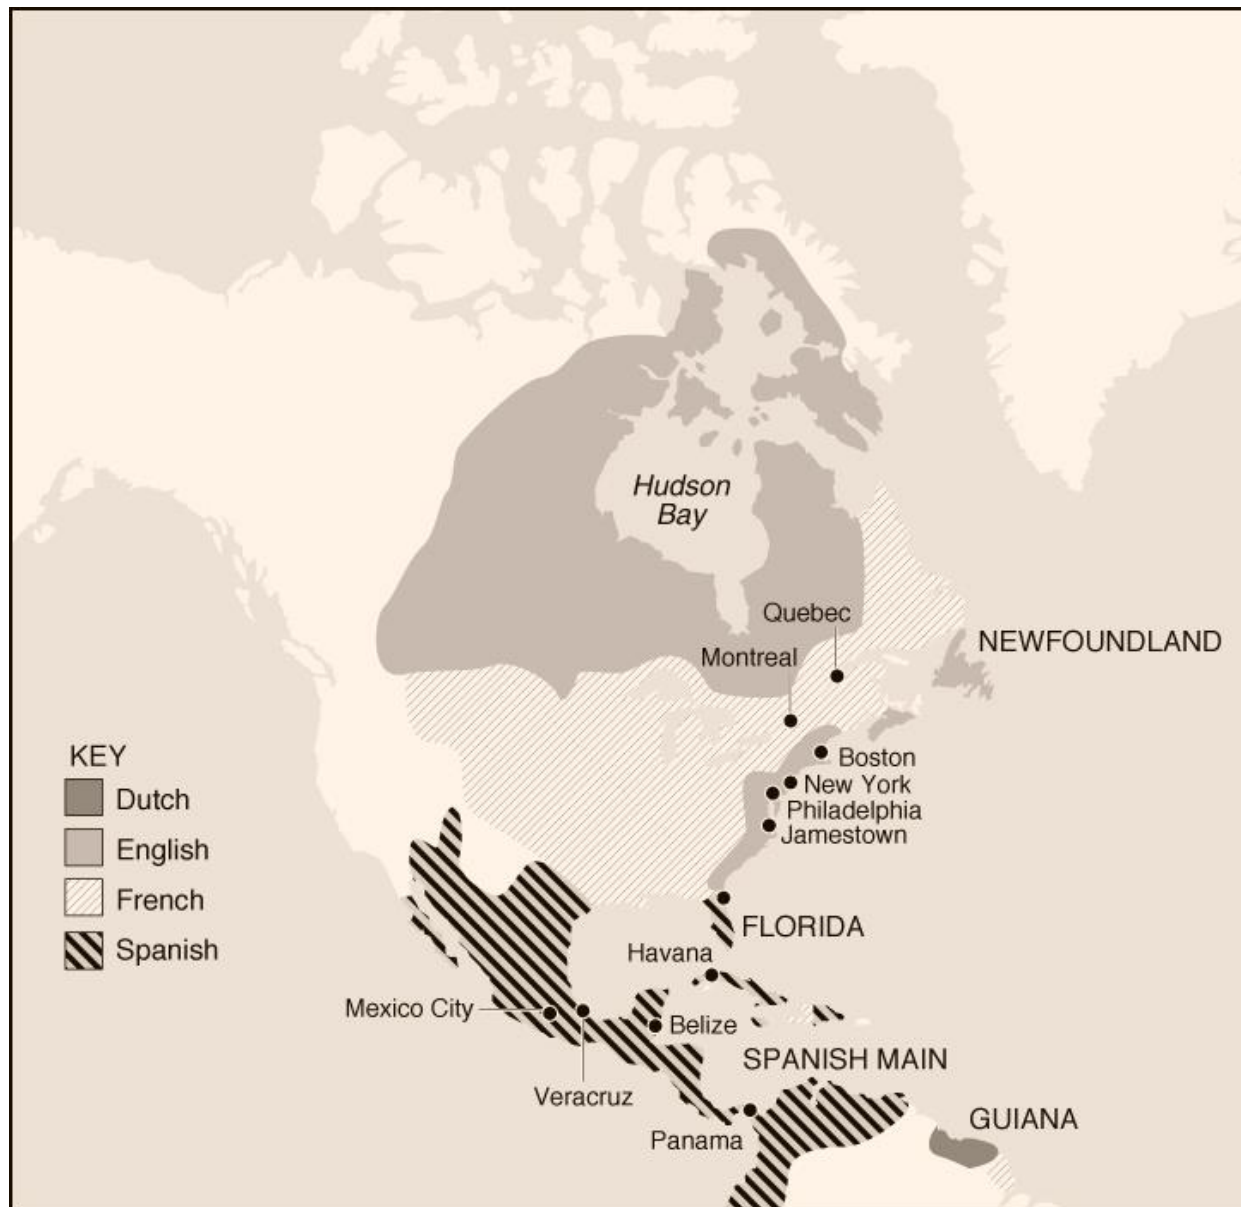 Hudson
Bay
Quebec
NEWFOUNDLAND
Montreal
KEY
Dutch
English
French
Spanish
Boston
New York
Philadelphia
Jamestown
FLORIDA
Havana
Mexico City
Belize
SPANISH MAIN
Veracruz
GUIANA
Panama